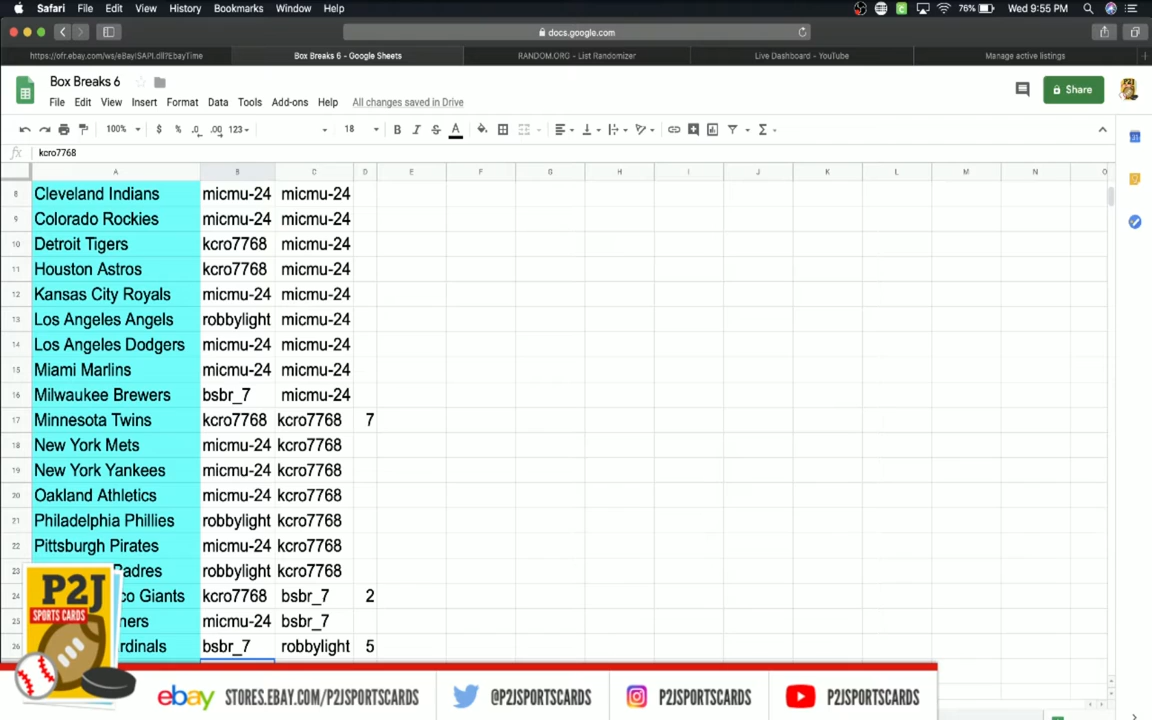 Safari File Edit View History Bookmarks Window Help 76% Wed 9:55 PM
docs.google.com
https://ofr.ebay.com/ws/eBayISAPI.dll?EbayTime Box Breaks 6 - Google Sheets RANDOM.ORG - List Randomizer Live Dashboard - YouTube Manage active listings
Box Breaks 6
File Edit View Insert Format Data Tools Add-ons Help All changes saved in Drive Share
100% $ % .0 .00 123 18 B I S A
fx kcro7768
A B C D E F G H I J K L M N O
8 Cleveland Indians micmu-24 micmu-24
9 Colorado Rockies micmu-24 micmu-24
10 Detroit Tigers kcro7768 micmu-24
11 Houston Astros kcro7768 micmu-24
12 Kansas City Royals micmu-24 micmu-24
13 Los Angeles Angels robbylight micmu-24
14 Los Angeles Dodgers micmu-24 micmu-24
15 Miami Marlins micmu-24 micmu-24
16 Milwaukee Brewers bsbr_7 micmu-24
17 Minnesota Twins kcro7768 kcro7768 7
18 New York Mets micmu-24 kcro7768
19 New York Yankees micmu-24 kcro7768
20 Oakland Athletics micmu-24 kcro7768
21 Philadelphia Phillies robbylight kcro7768
22 Pittsburgh Pirates micmu-24 kcro7768
23 Padres robbylight kcro7768
24 co Giants kcro7768 bsbr_7 2
25 ners micmu-24 bsbr_7
26 rdinals bsbr_7 robbylight 5
P2J
SPORTS CARDS
ebay STORES.EBAY.COM/P2JSPORTSCARDS @P2JSPORTSCARDS P2JSPORTSCARDS P2JSPORTSCARDS